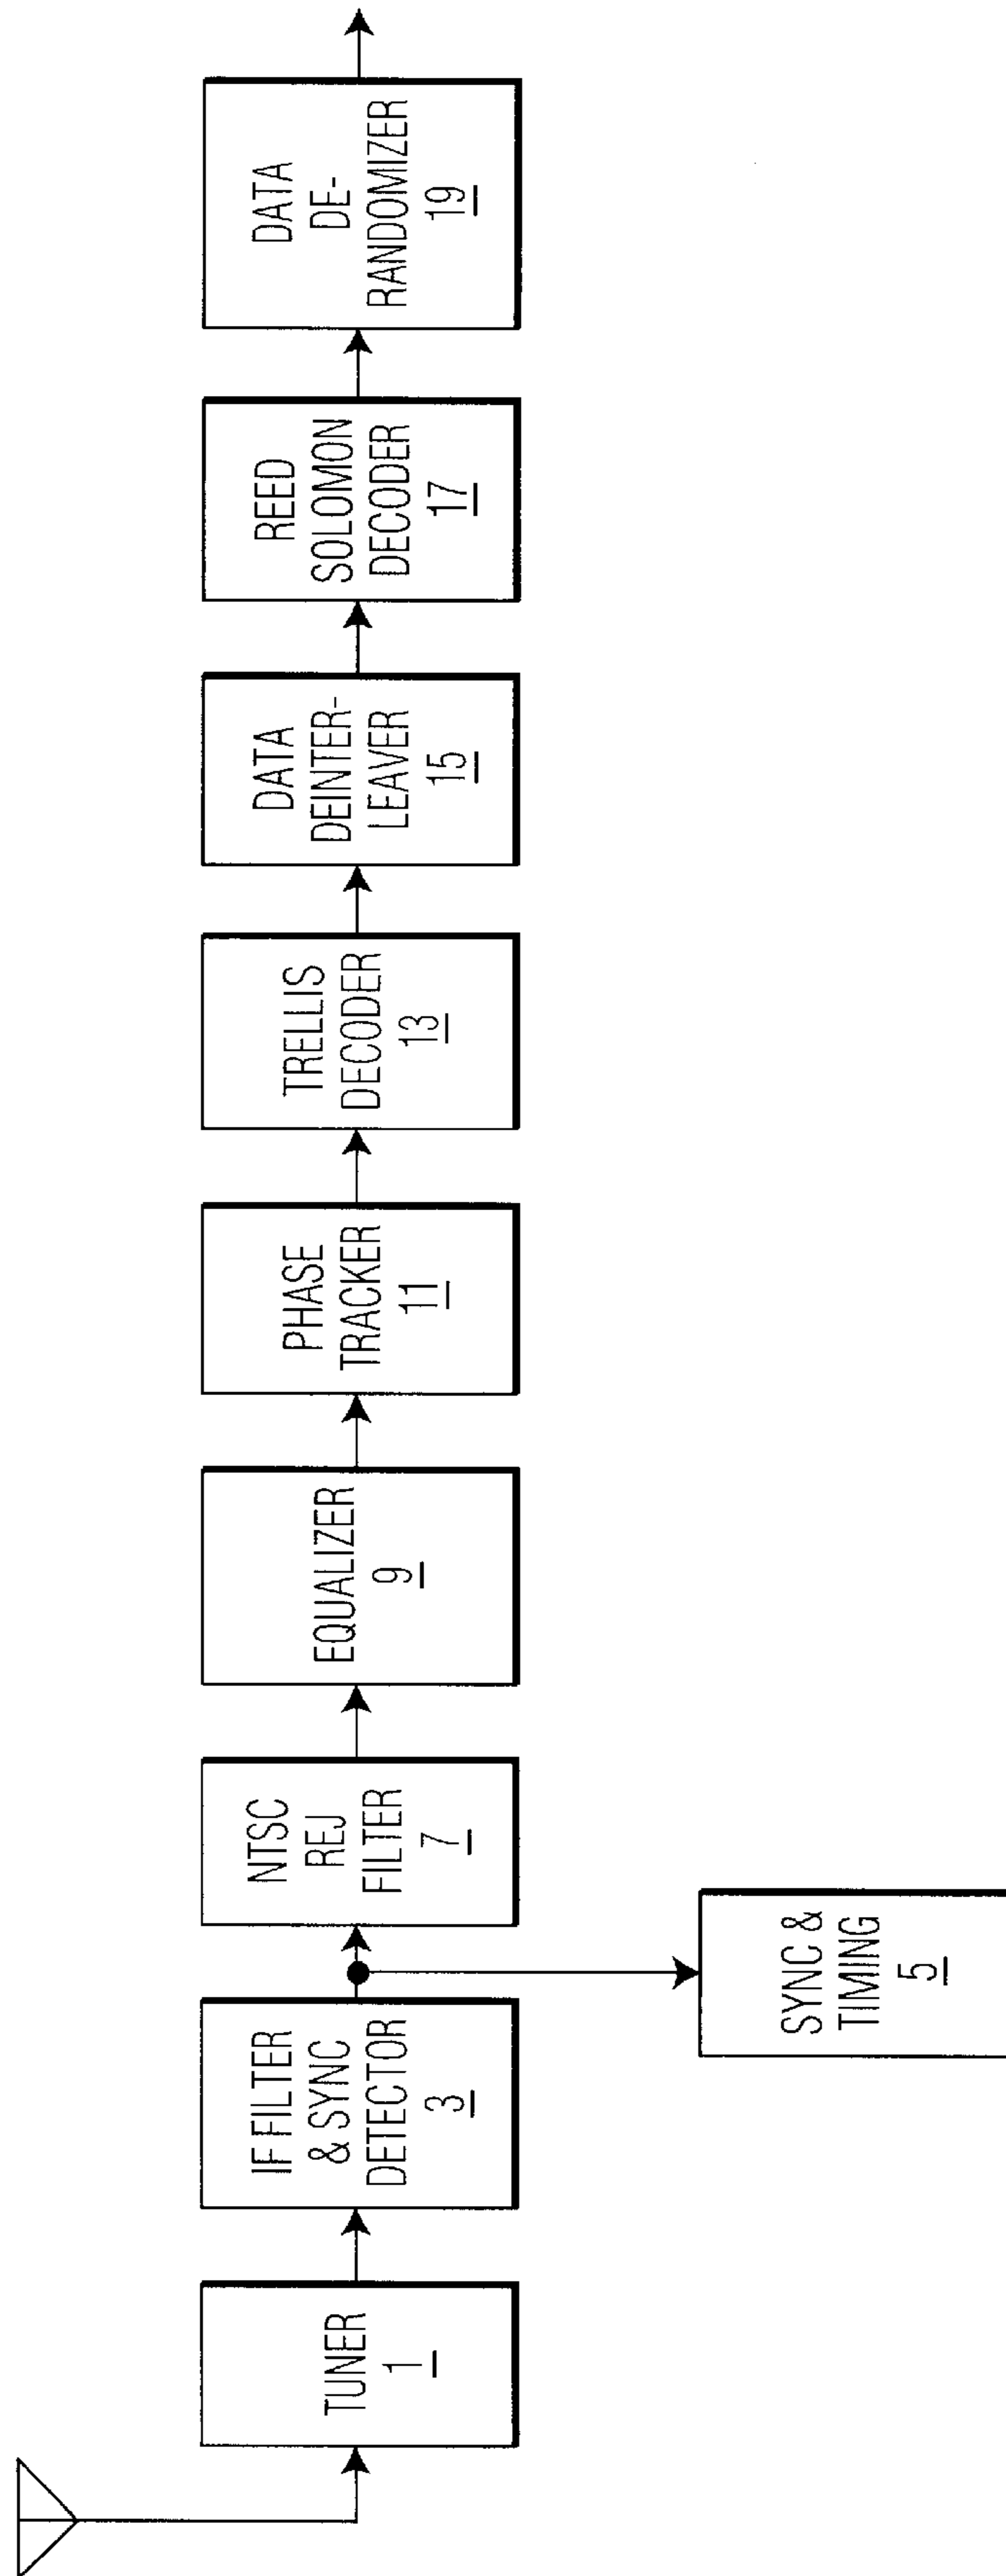 TUNER
1
IF FILTER
& SYNC
DETECTOR
3
SYNC &
TIMING
5
NTSC
REJ
FILTER
7
EQUALIZER
9
PHASE
TRACKER
11
TRELLIS
DECODER
13
DATA
DEINTER-
LEAVER
15
REED
SOLOMON
DECODER
17
DATA
DE-
RANDOMIZER
19